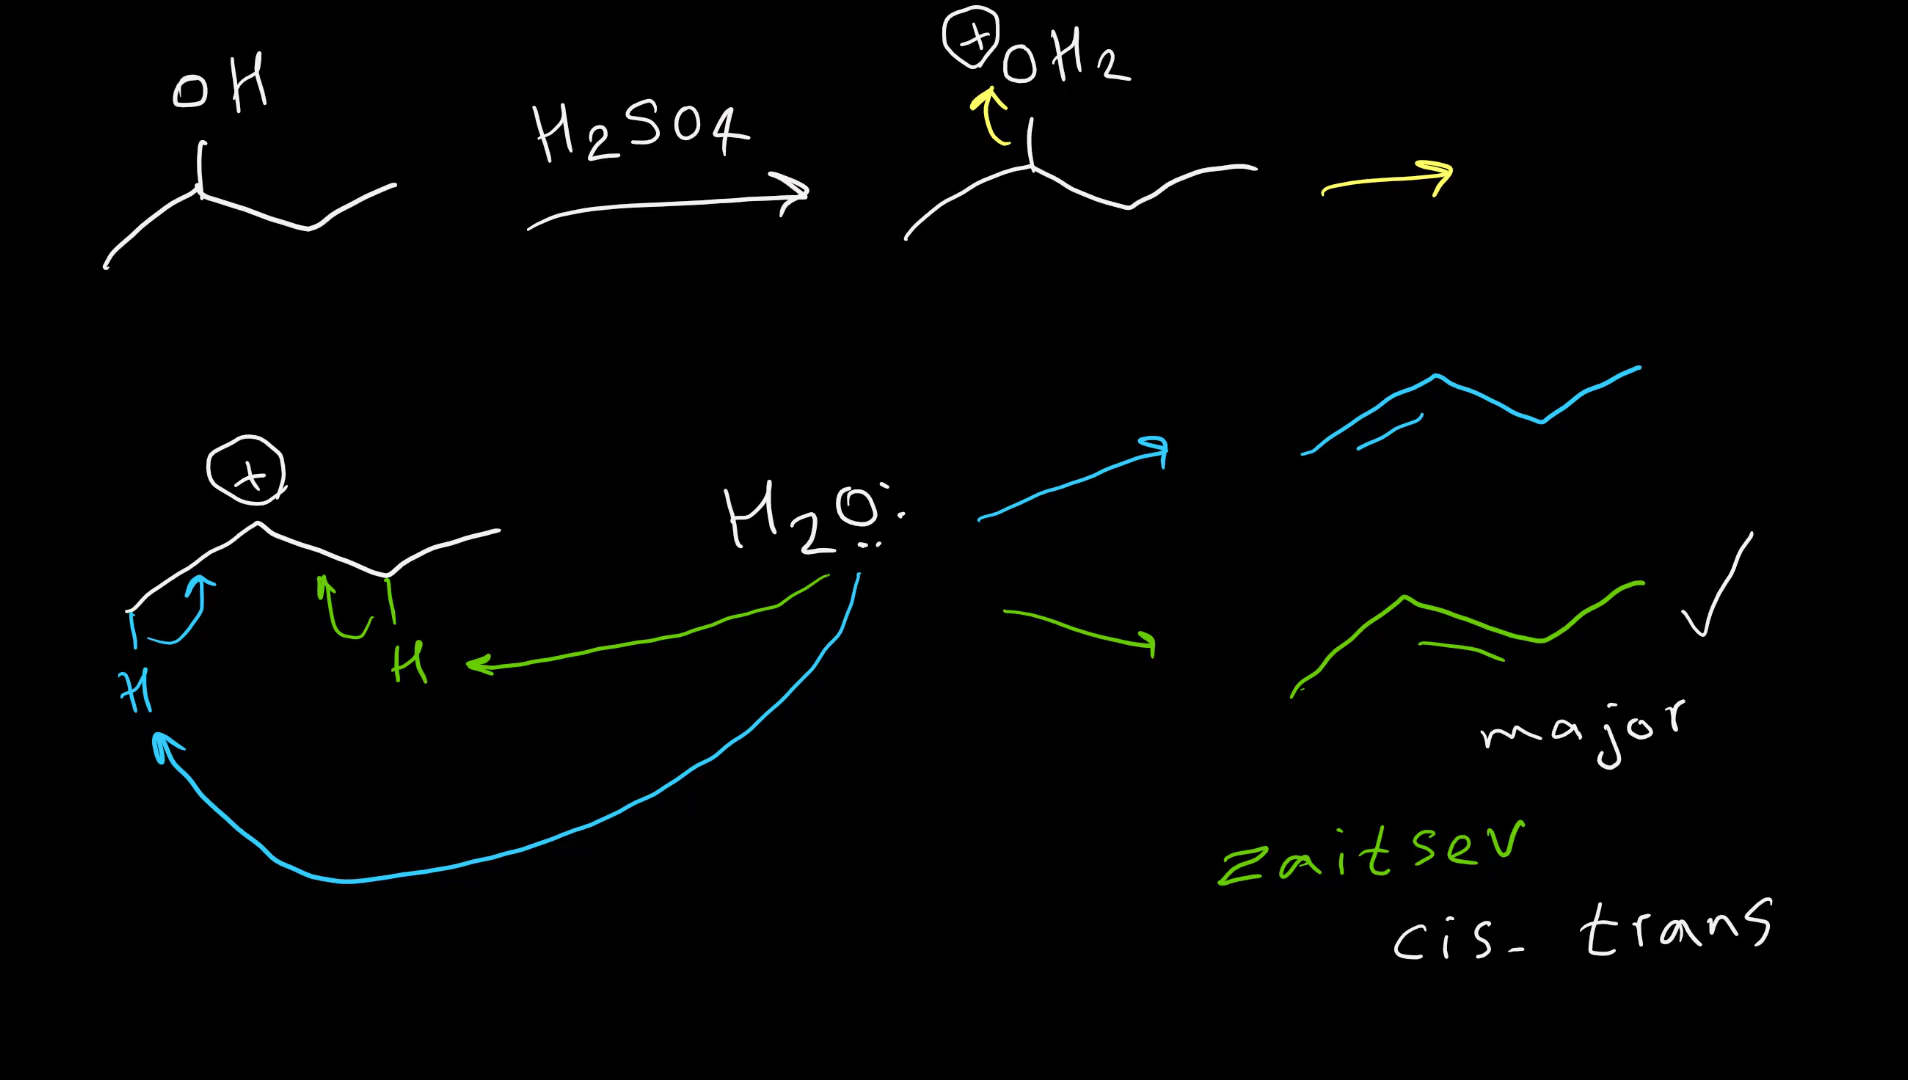 OH
H2SO4
+
OH2
+
H2O:
H
H
major
zaitsev
cis- trans